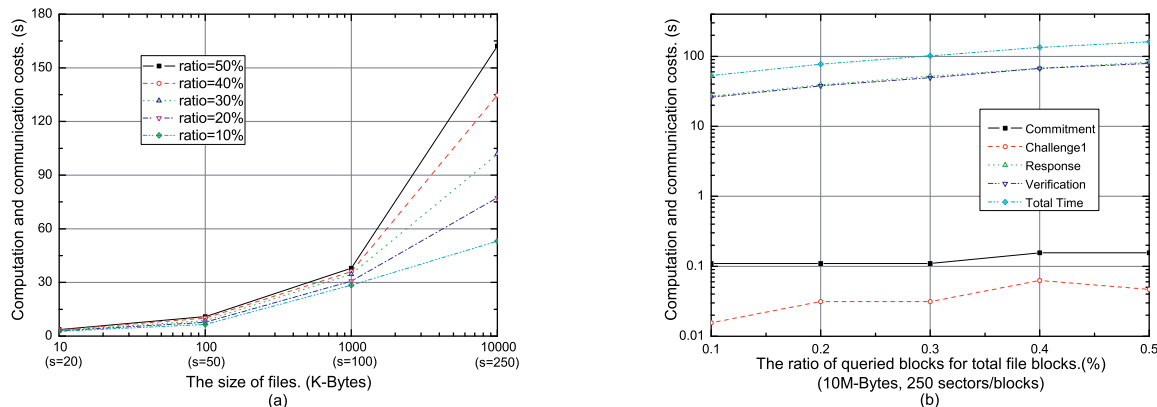 Computation and communication costs. (s)
180
150
120
90
60
30
0
ratio=50%
ratio=40%
ratio=30%
ratio=20%
ratio=10%
10
100
1000
10000
(s=20)
(s=50)
(s=100)
(s=250)
The size of files. (K-Bytes)
(a)
Computation and communication costs. (s)
100
10
1
0.1
0.01
Commitment
Challenge1
Response
Verification
Total Time
0.1
0.2
0.3
0.4
0.5
The ratio of queried blocks for total file blocks.(%)
(10M-Bytes, 250 sectors/blocks)
(b)